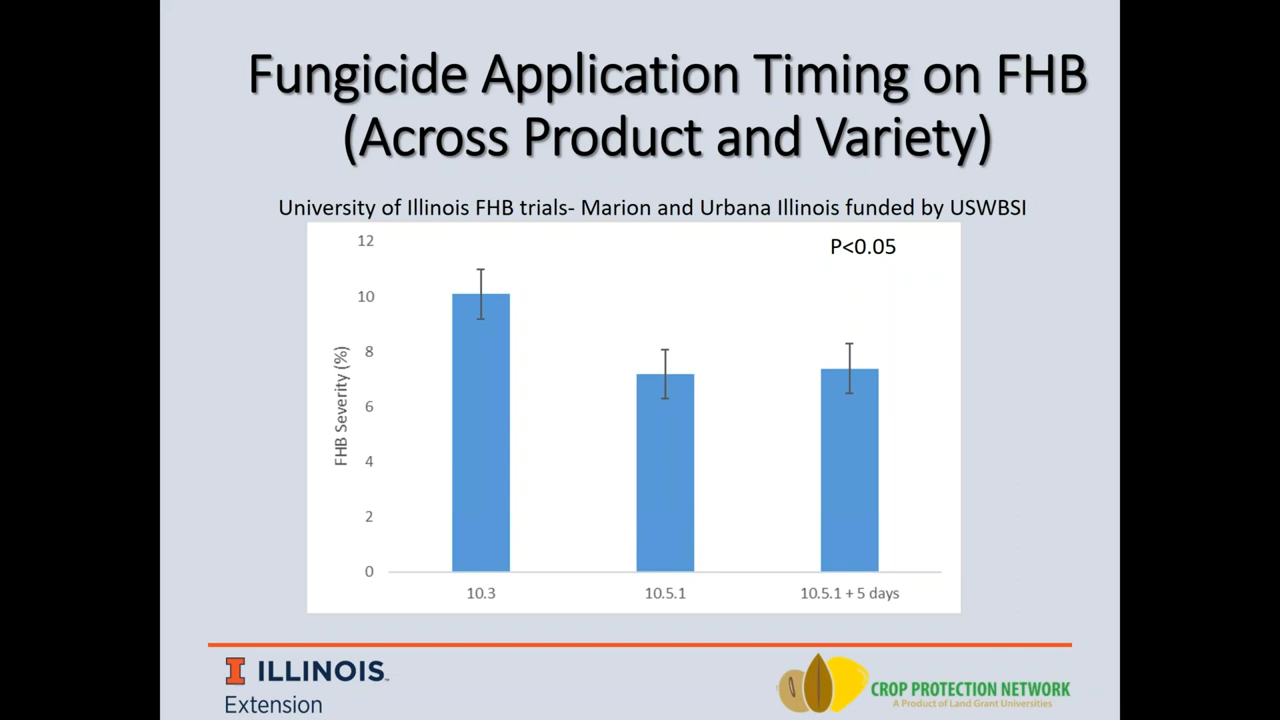 Fungicide Application Timing on FHB
(Across Product and Variety)
University of Illinois FHB trials- Marion and Urbana Illinois funded by USWBSI
P<0.05
FHB Severity (%)
12
10
8
6
4
2
0
10.3
10.5.1
10.5.1 + 5 days
I ILLINOIS
Extension
CROP PROTECTION NETWORK
A Product of Land Grant Universities